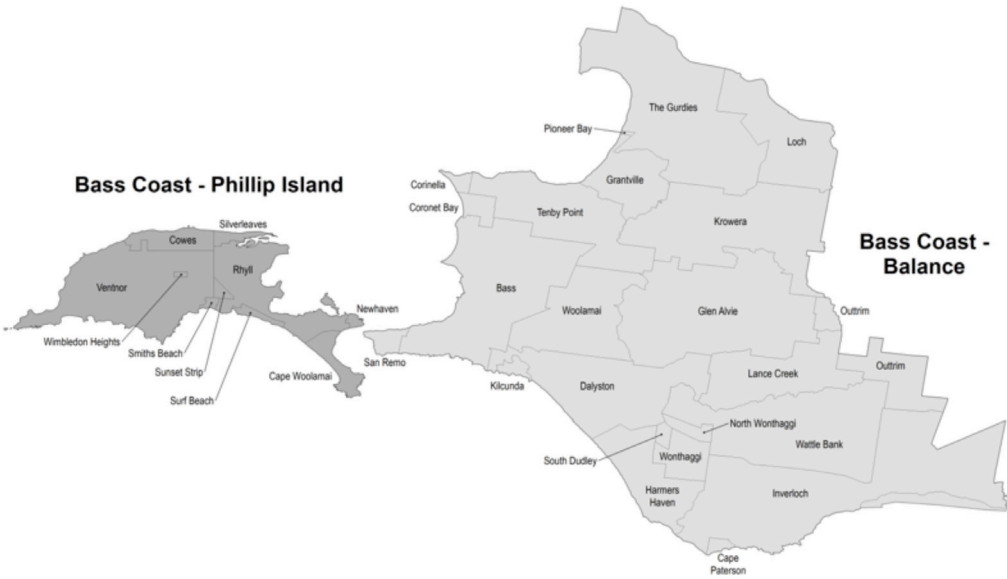 The Gurdies
Pioneer Bay
Loch
Bass Coast - Phillip Island
Corinella
Grantville
Coronet Bay
Tenby Point
Krowera
Silverleaves
Cowes
Bass Coast -
Balance
Rhyll
Ventnor
Bass
Woolamai
Glen Alvie
Newhaven
Outtrim
Wimbledon Heights
Smiths Beach
San Remo
Sunset Strip
Cape Woolamai
Kilcunda
Dalyston
Lance Creek
Outtrim
Surf Beach
North Wonthaggi
Wattle Bank
South Dudley
Wonthaggi
Harmers
Haven
Inverloch
Cape
Paterson